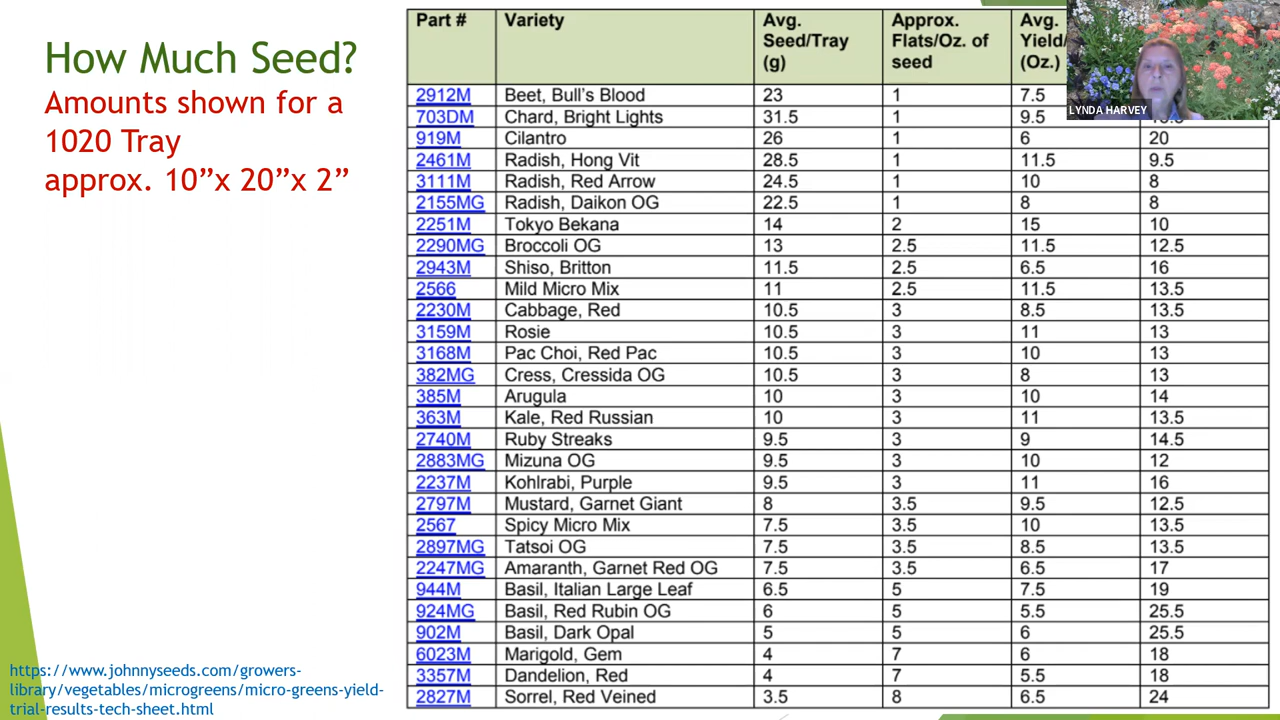 How Much Seed?
Amounts shown for a
1020 Tray
approx. 10”x 20”x 2”
https://www.johnnyseeds.com/growers-
library/vegetables/microgreens/micro-greens-yield-
trial-results-tech-sheet.html
Part # Variety Avg. Seed/Tray (g) Approx. Flats/Oz. of seed Avg. Yield/ (Oz.)
LYNDA HARVEY
2912M Beet, Bull's Blood 23 1 7.5
703DM Chard, Bright Lights 31.5 1 9.5
919M Cilantro 26 1 6 20
2461M Radish, Hong Vit 28.5 1 11.5 9.5
3111M Radish, Red Arrow 24.5 1 10 8
2155MG Radish, Daikon OG 22.5 1 8 8
2251M Tokyo Bekana 14 2 15 10
2290MG Broccoli OG 13 2.5 11.5 12.5
2943M Shiso, Britton 11.5 2.5 6.5 16
2566 Mild Micro Mix 11 2.5 11.5 13.5
2230M Cabbage, Red 10.5 3 8.5 13.5
3159M Rosie 10.5 3 11 13
3168M Pac Choi, Red Pac 10.5 3 10 13
382MG Cress, Cressida OG 10.5 3 8 13
385M Arugula 10 3 10 14
363M Kale, Red Russian 10 3 11 13.5
2740M Ruby Streaks 9.5 3 9 14.5
2883MG Mizuna OG 9.5 3 10 12
2237M Kohlrabi, Purple 9.5 3 11 16
2797M Mustard, Garnet Giant 8 3.5 9.5 12.5
2567 Spicy Micro Mix 7.5 3.5 10 13.5
2897MG Tatsoi OG 7.5 3.5 8.5 13.5
2247MG Amaranth, Garnet Red OG 7.5 3.5 6.5 17
944M Basil, Italian Large Leaf 6.5 5 7.5 19
924MG Basil, Red Rubin OG 6 5 5.5 25.5
902M Basil, Dark Opal 5 5 6 25.5
6023M Marigold, Gem 4 7 6 18
3357M Dandelion, Red 4 7 5.5 18
2827M Sorrel, Red Veined 3.5 8 6.5 24